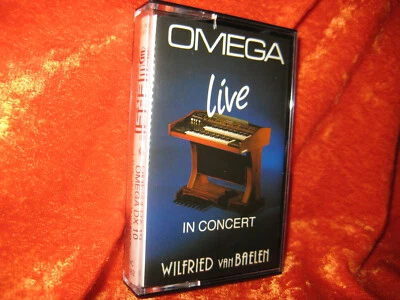 OMEGA
live
IN CONCERT
WILFRIED van BAELEN
OMEGA DX 10